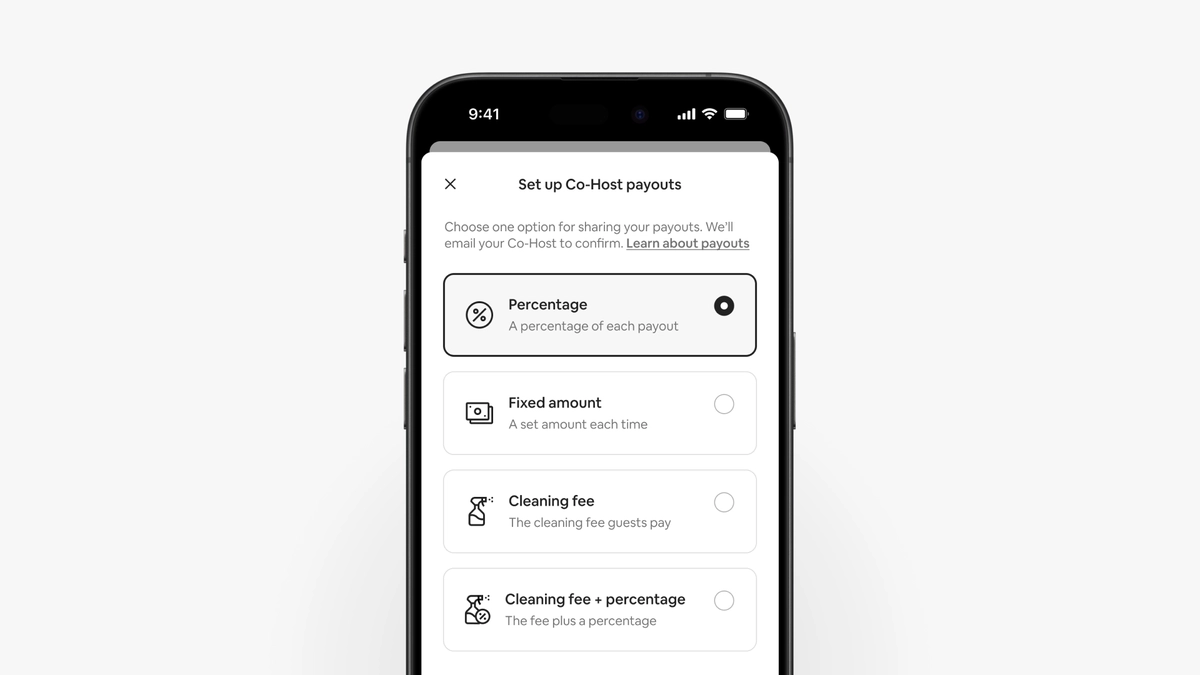 9:41
Set up Co-Host payouts
Choose one option for sharing your payouts. We'll
email your Co-Host to confirm. Learn about payouts
Percentage
A percentage of each payout
Fixed amount
A set amount each time
Cleaning fee
The cleaning fee guests pay
Cleaning fee + percentage
The fee plus a percentage